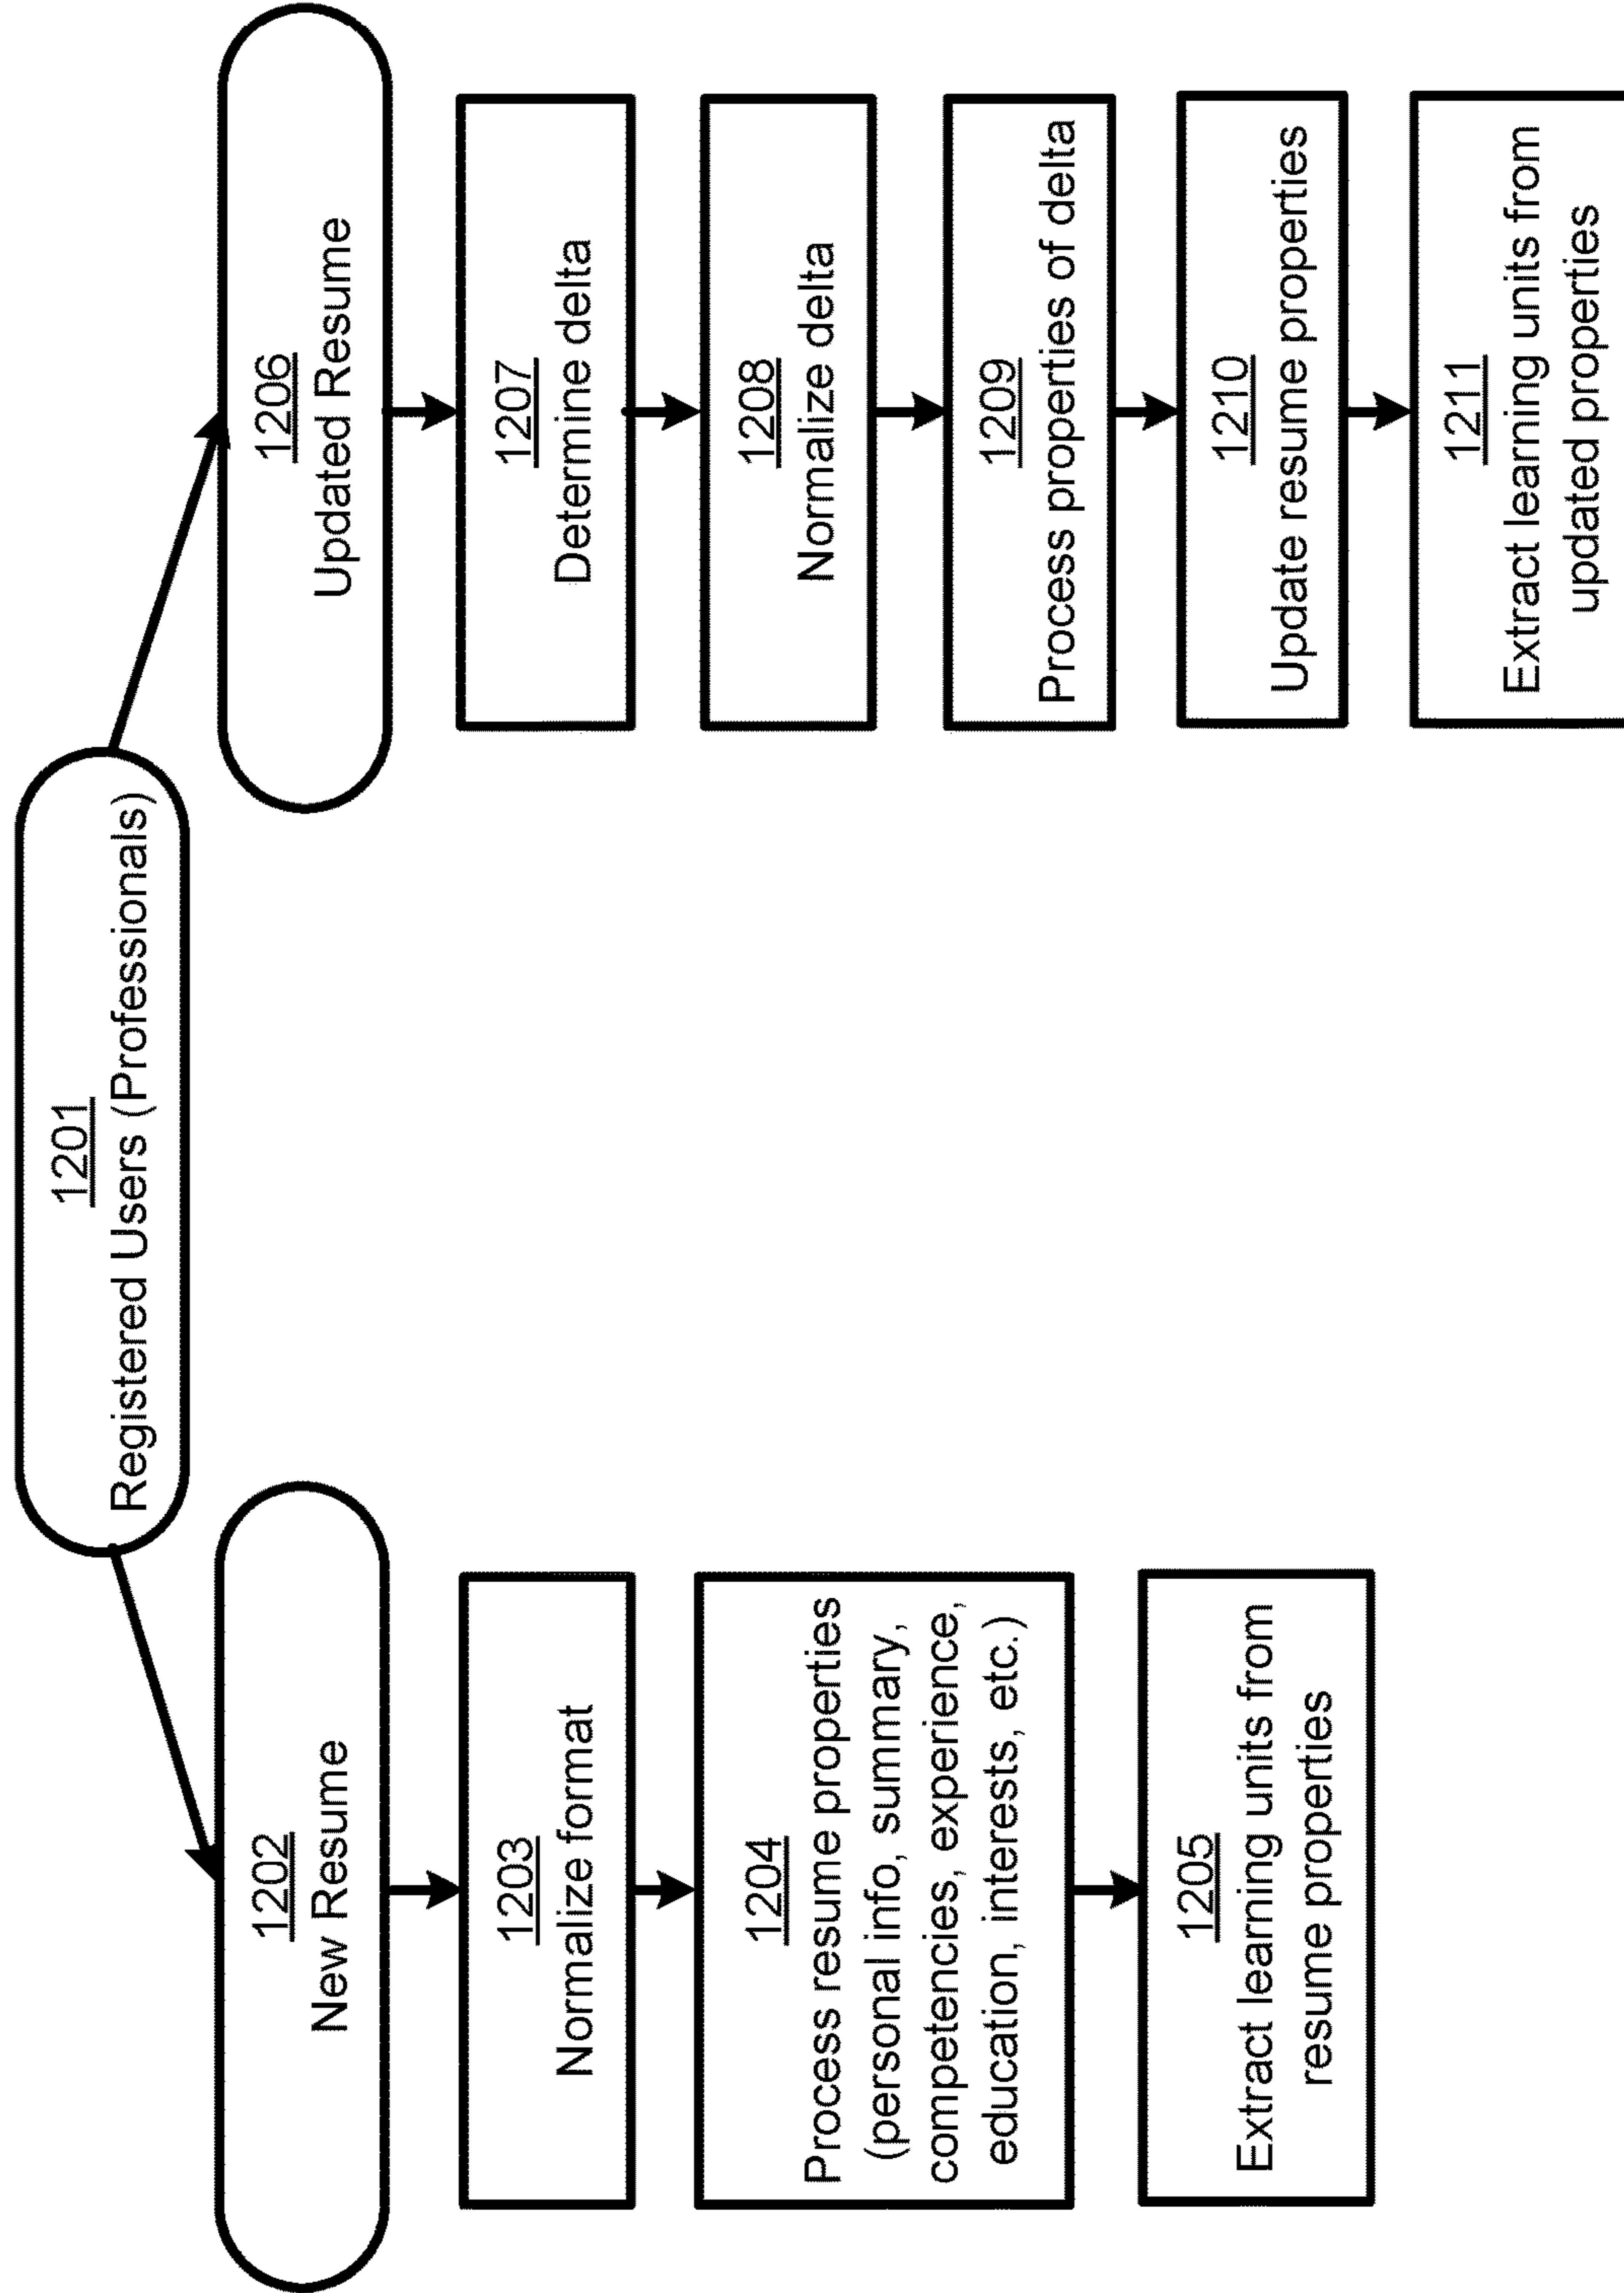 1201
Registered Users (Professionals)
1202
New Resume
1203
Normalize format
1204
Process resume properties
(personal info, summary,
competencies, experience,
education, interests, etc.)
1205
Extract learning units from
resume properties
1206
Updated Resume
1207
Determine delta
1208
Normalize delta
1209
Process properties of delta
1210
Update resume properties
1211
Extract learning units from
updated properties